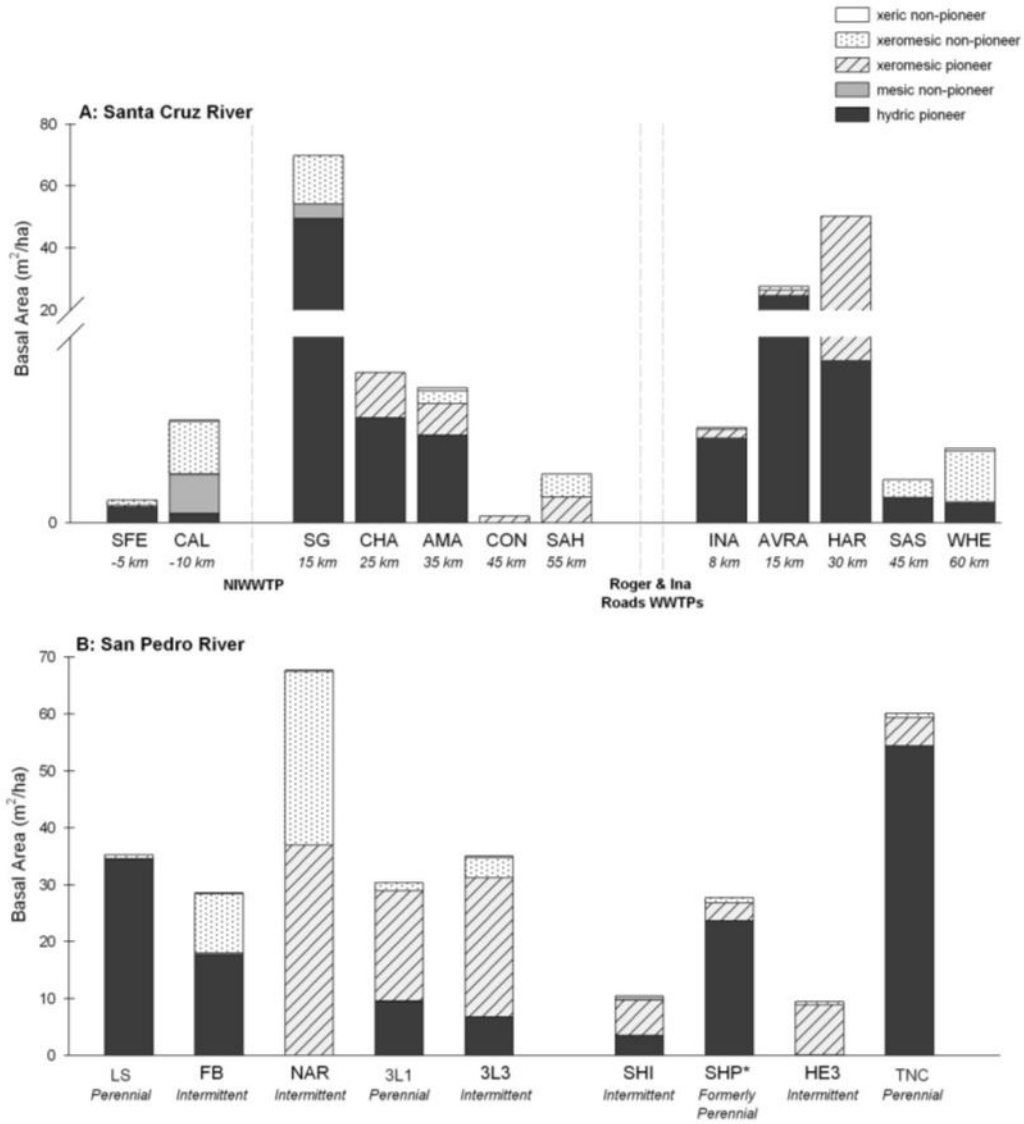 xeric non-pioneer
xeromesic non-pioneer
xeromesic pioneer
mesic non-pioneer
hydric pioneer
A: Santa Cruz River
80
60
40
20
0
Basal Area (m²/ha)
SFE CAL SG CHA AMA CON SAH INA AVRA HAR SAS WHE
-5 km -10 km 15 km 25 km 35 km 45 km 55 km 8 km 15 km 30 km 45 km 60 km
NIWWTP Roger & Ina
Roads WWTPs
B: San Pedro River
70
60
50
40
30
20
10
0
Basal Area (m²/ha)
LS FB NAR 3L1 3L3 SHI SHP* HE3 TNC
Perennial Intermittent Intermittent Perennial Intermittent Intermittent Formerly Intermittent Perennial
Perennial